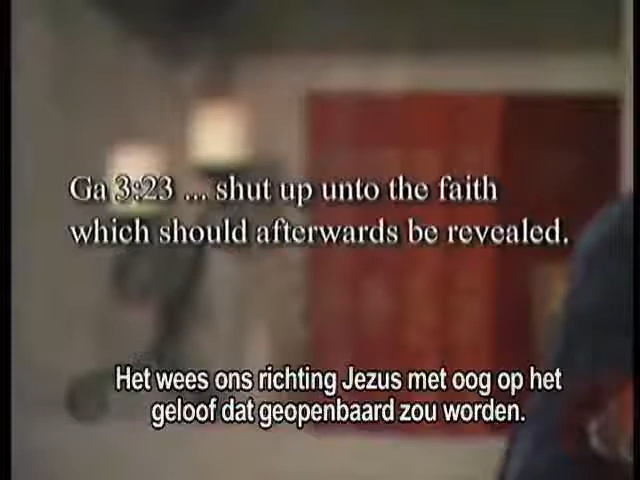 Ga 3:23 ... shut up unto the faith
which should afterwards be revealed.
Het wees ons richting Jezus met oog op het
geloof dat geopenbaard zou worden.